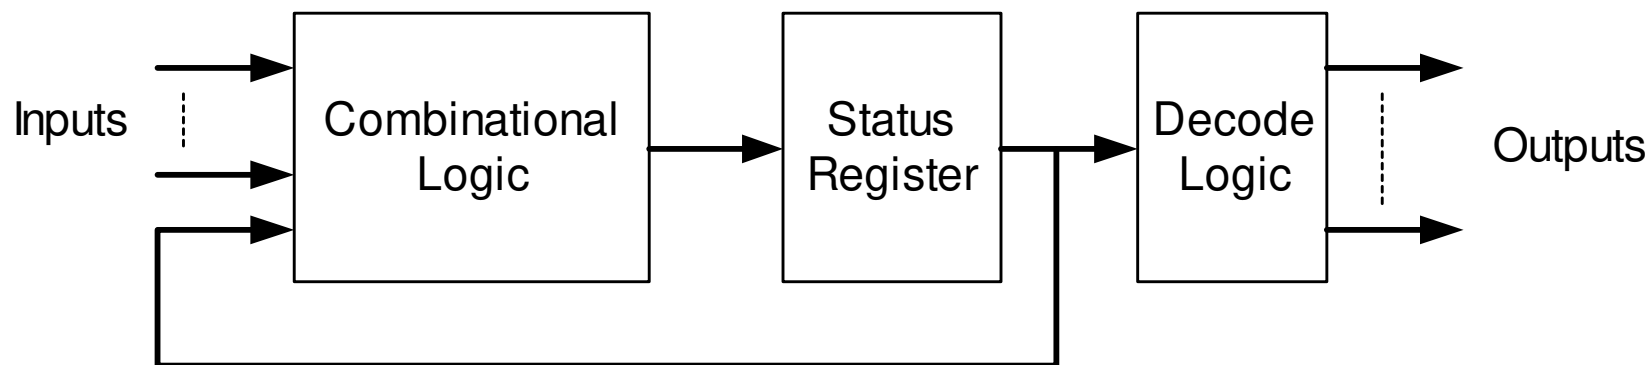 Inputs
Combinational
Logic
Status
Register
Decode
Logic
Outputs